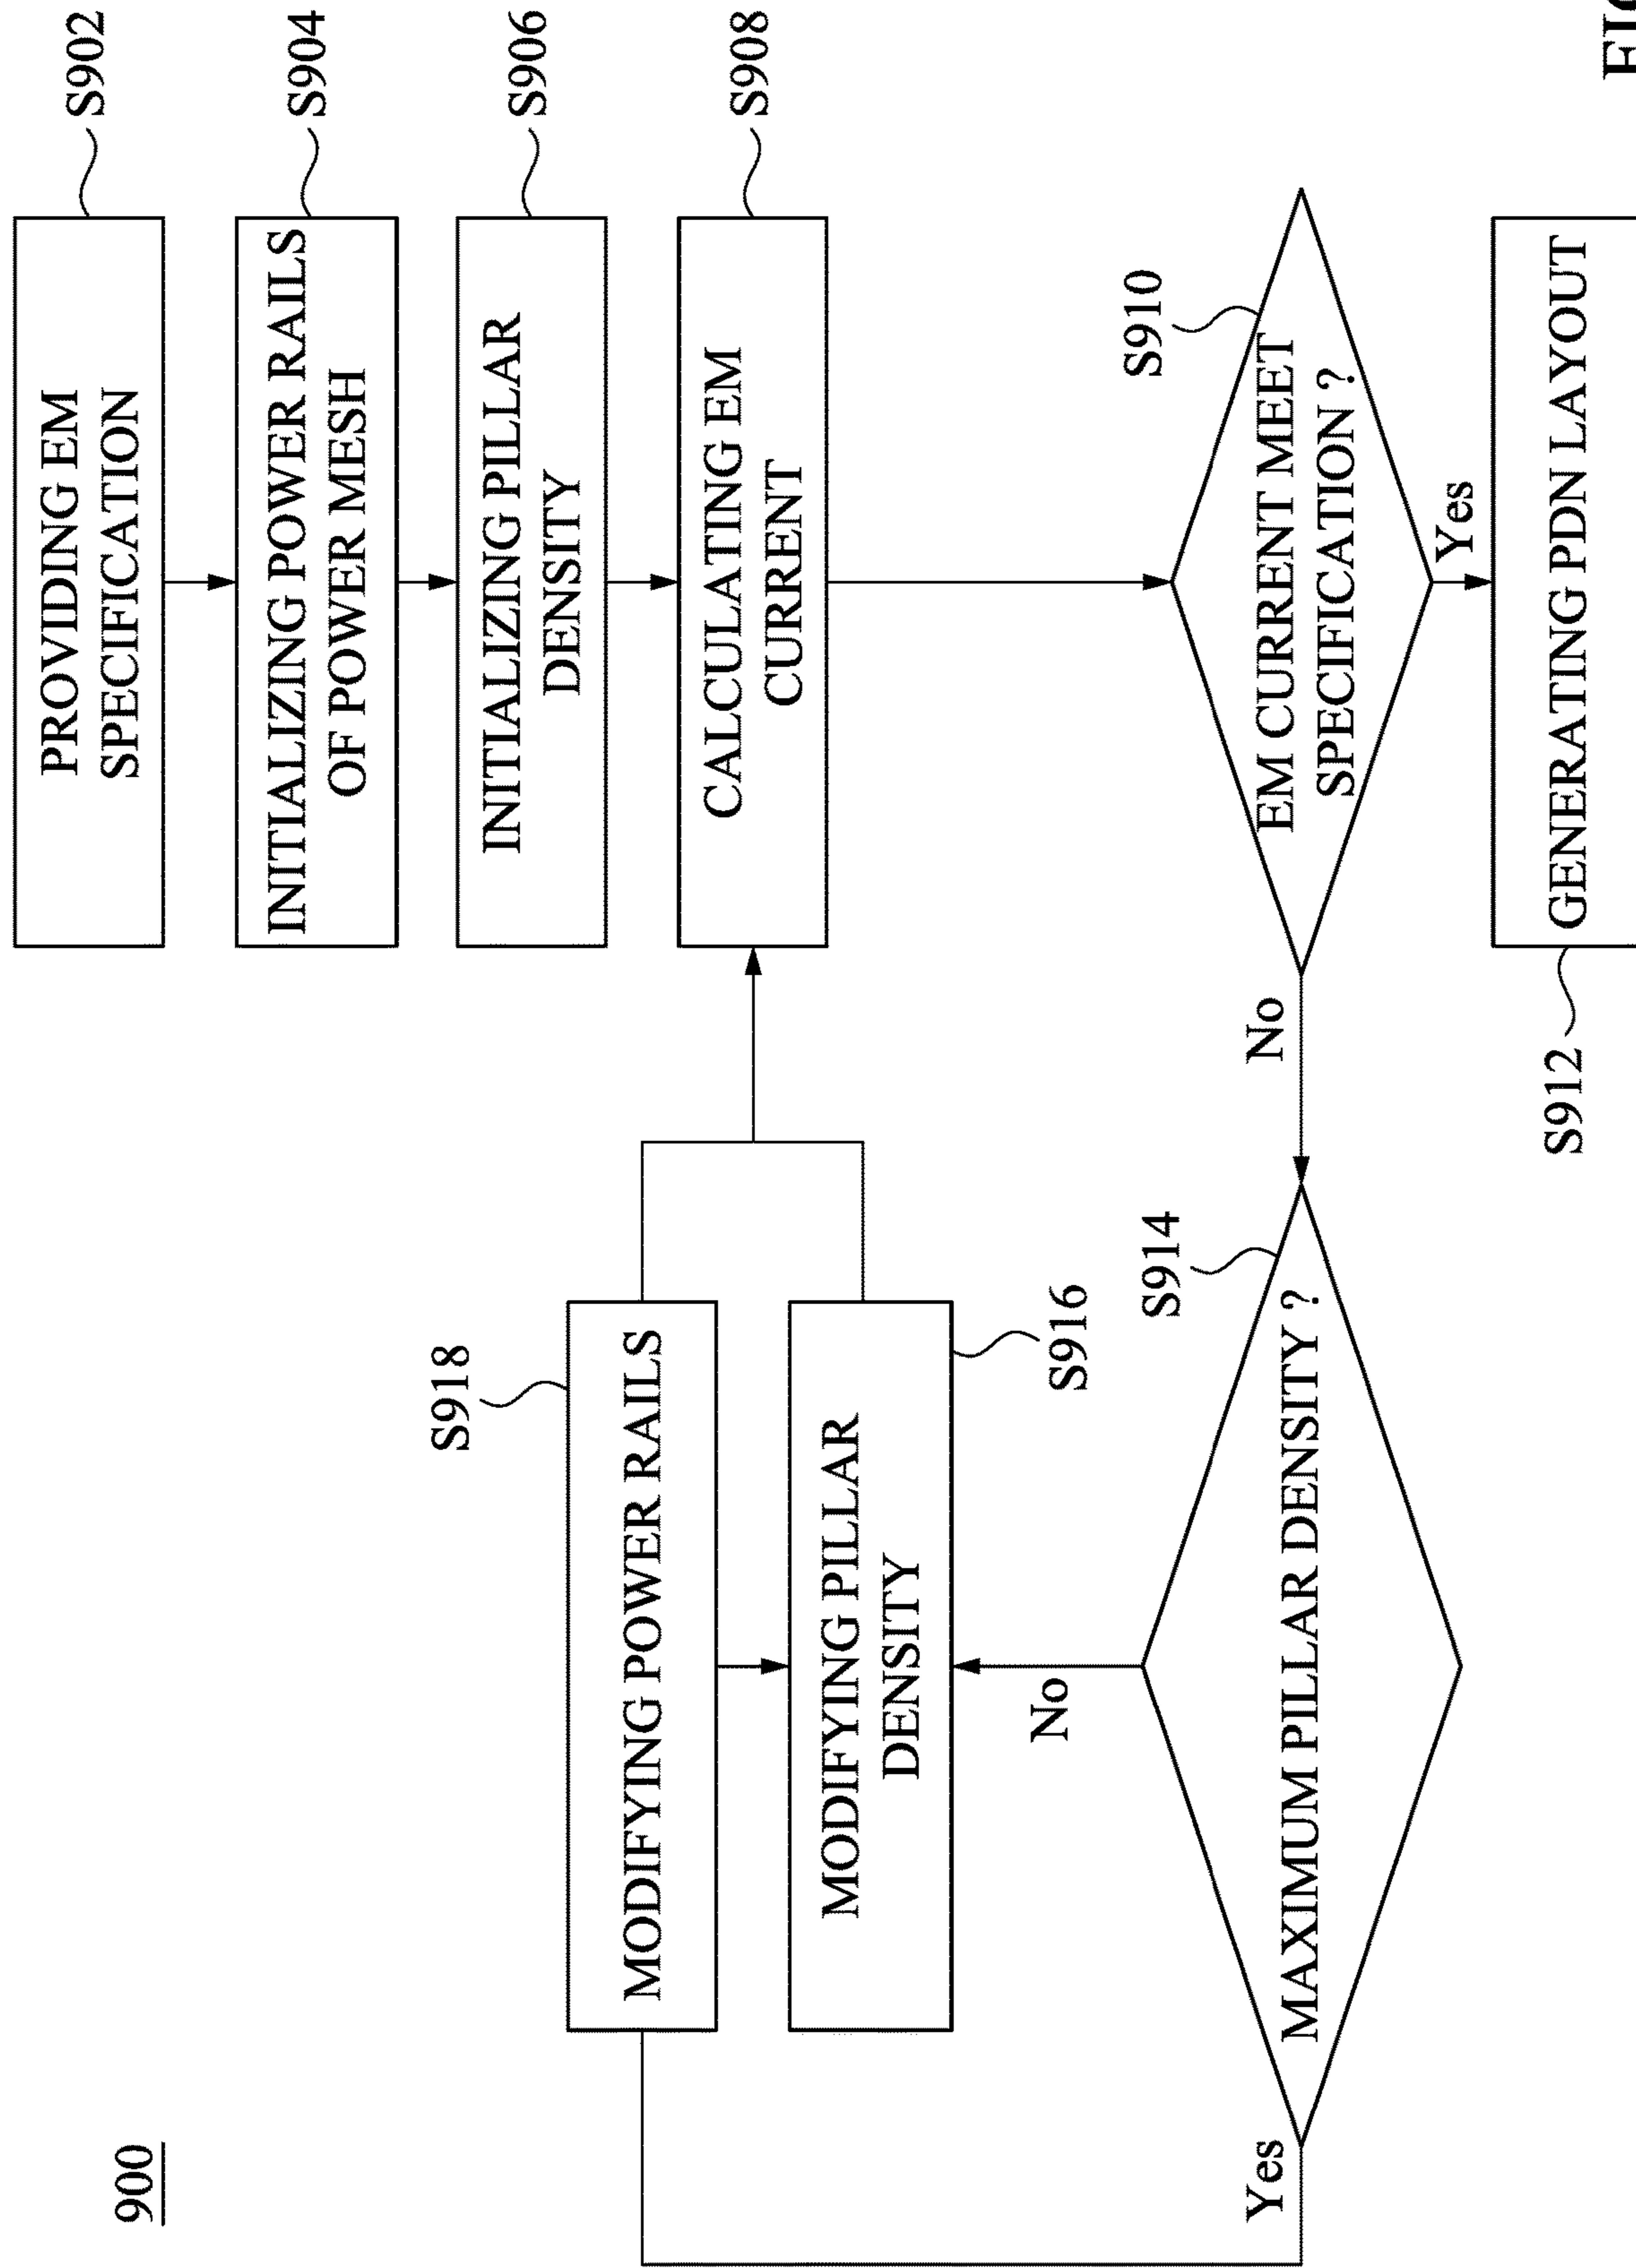 900
PROVIDING EM
SPECIFICATION
S902
INITIALIZING POWER RAILS
OF POWER MESH
S904
INITIALIZING PILLAR
DENSITY
S906
CALCULATING EM
CURRENT
S908
S918
MODIFYING POWER RAILS
MODIFYING PILLAR
DENSITY
S916
EM CURRENT MEET
SPECIFICATION ?
S910
No
Yes
S914
MAXIMUM PILLAR DENSITY ?
No
Yes
S912
GENERATING PDN LAYOUT